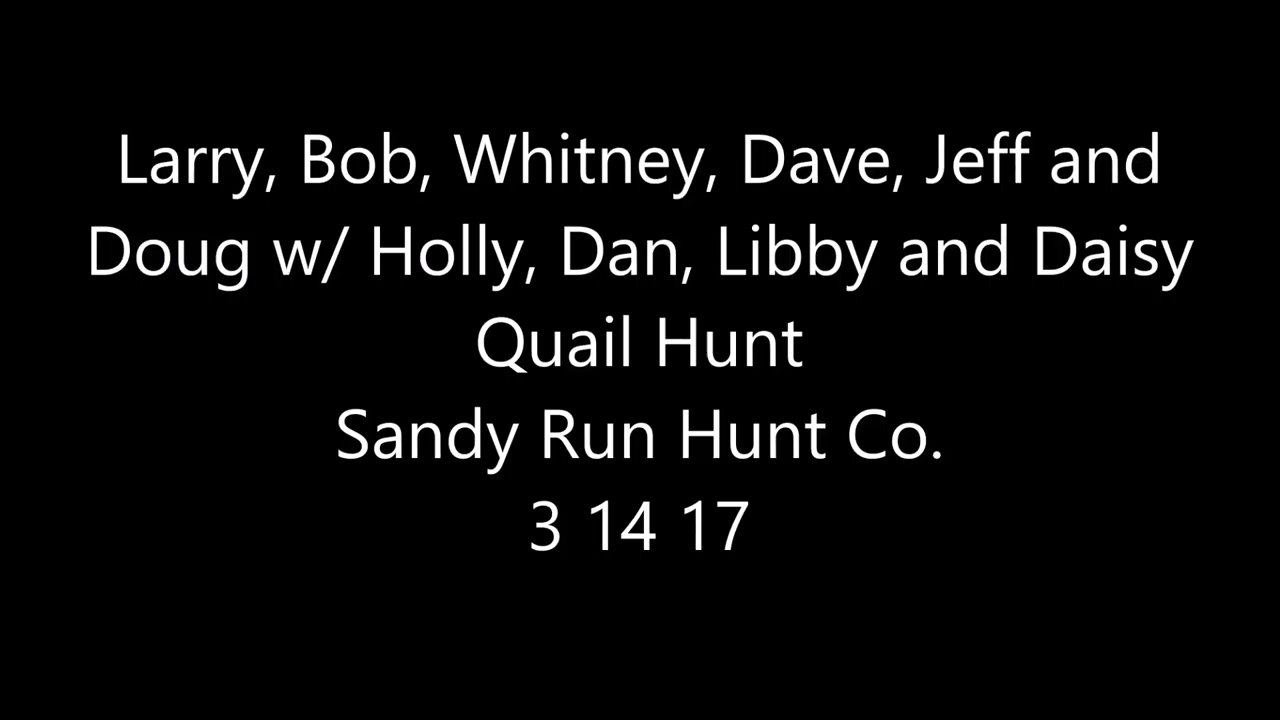 Larry, Bob, Whitney, Dave, Jeff and
Doug w/ Holly, Dan, Libby and Daisy
Quail Hunt
Sandy Run Hunt Co.
3 14 17